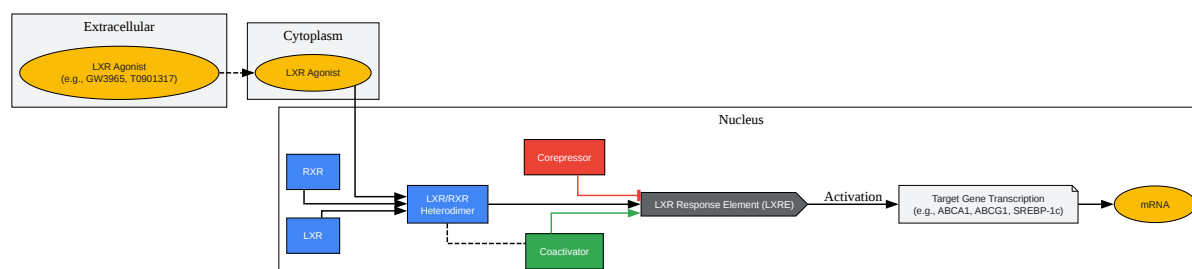 Extracellular
LXR Agonist
(e.g., GW3965, T0901317)
Cytoplasm
LXR Agonist
Nucleus
RXR
LXR
LXR/RXR
Heterodimer
Corepressor
Coactivator
LXR Response Element (LXRE)
Activation
Target Gene Transcription
(e.g., ABCA1, ABCG1, SREBP-1c)
mRNA